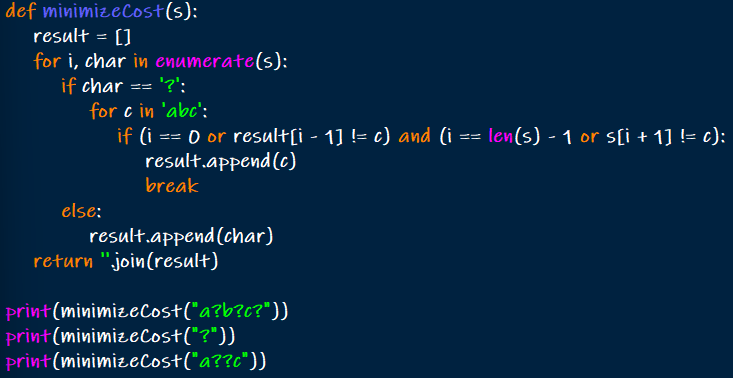 def minimizeCost(s):
    result = []
    for i, char in enumerate(s):
        if char == '?':
            for c in 'abc':
                if (i == 0 or result[i - 1] != c) and (i == len(s) - 1 or s[i + 1] != c):
                    result.append(c)
                    break
        else:
            result.append(char)
    return ''.join(result)

print(minimizeCost("a?b?c?"))
print(minimizeCost("?"))
print(minimizeCost("a??c"))